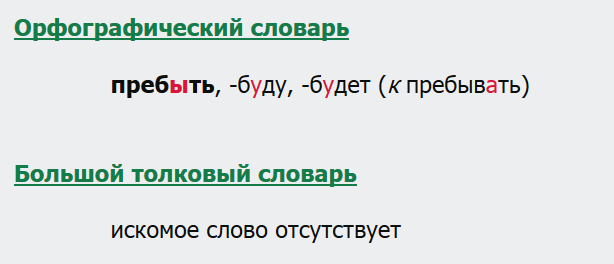 Орфографический словарь
пребыть, -буду, -будет (к пребывать)
Большой толковый словарь
искомое слово отсутствует